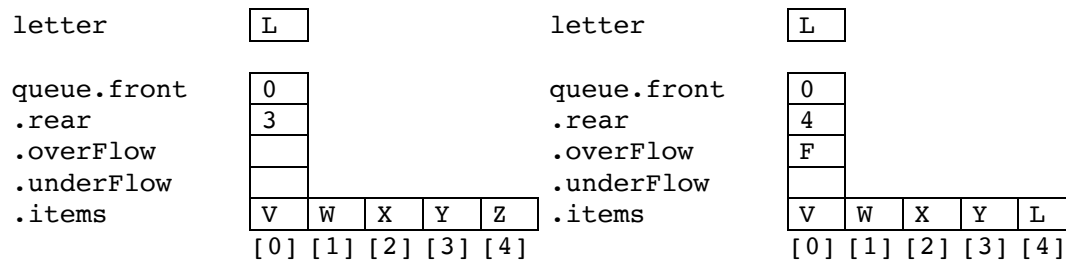 letter L letter L
queue.front 0 queue.front 0
.rear 3 .rear 4
.overFlow .overFlow F
.underFlow .underFlow
.items V W X Y Z .items V W X Y L
[0] [1] [2] [3] [4] [0] [1] [2] [3] [4]